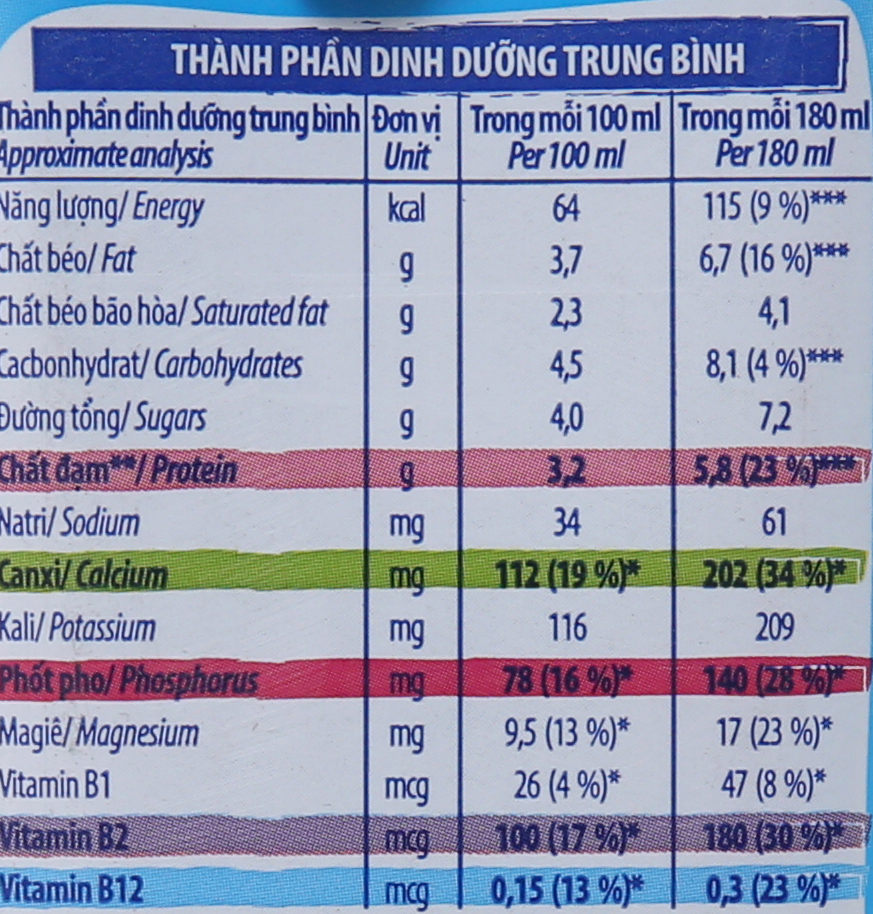 THÀNH PHẦN DINH DƯỠNG TRUNG BÌNH
Thành phần dinh dưỡng trung bình Đơn vị Trong mỗi 100 ml Trong mỗi 180 ml
Approximate analysis Unit Per 100 ml Per 180 ml
Năng lượng/ Energy kcal 64 115 (9 %)***
Chất béo/ Fat g 3,7 6,7 (16 %)***
Chất béo bão hòa/ Saturated fat g 2,3 4,1
Cacbonhydrat/ Carbohydrates g 4,5 8,1 (4 %)***
Đường tổng/ Sugars g 4,0 7,2
Chất đạm**/ Protein g 3,2 5,8 (23 %)***
Natri/ Sodium mg 34 61
Canxi/ Calcium mg 112 (19 %)* 202 (34 %)*
Kali/ Potassium mg 116 209
Phốt pho/ Phosphorus mg 78 (16 %)* 140 (28 %)*
Magiê/ Magnesium mg 9,5 (13 %)* 17 (23 %)*
Vitamin B1 mcg 26 (4 %)* 47 (8 %)*
Vitamin B2 mcg 100 (17 %)* 180 (30 %)*
Vitamin B12 mcg 0,15 (13 %)* 0,3 (23 %)*